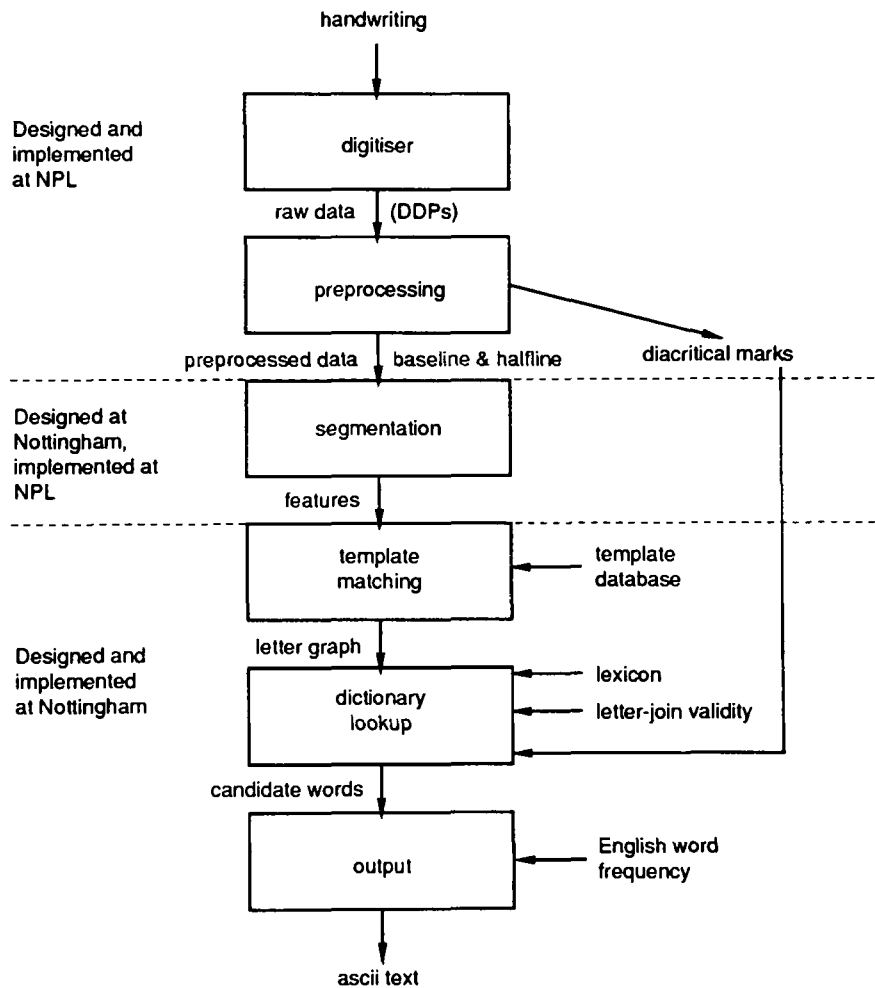 handwriting
Designed and
implemented
at NPL
digitiser
raw data (DDPs)
preprocessing
preprocessed data baseline & halfline
diacritical marks
Designed at
Nottingham,
implemented at
NPL
segmentation
features
template
matching
template
database
letter graph
Designed and
implemented
at Nottingham
dictionary
lookup
lexicon
letter-join validity
candidate words
output
English word
frequency
ascii text